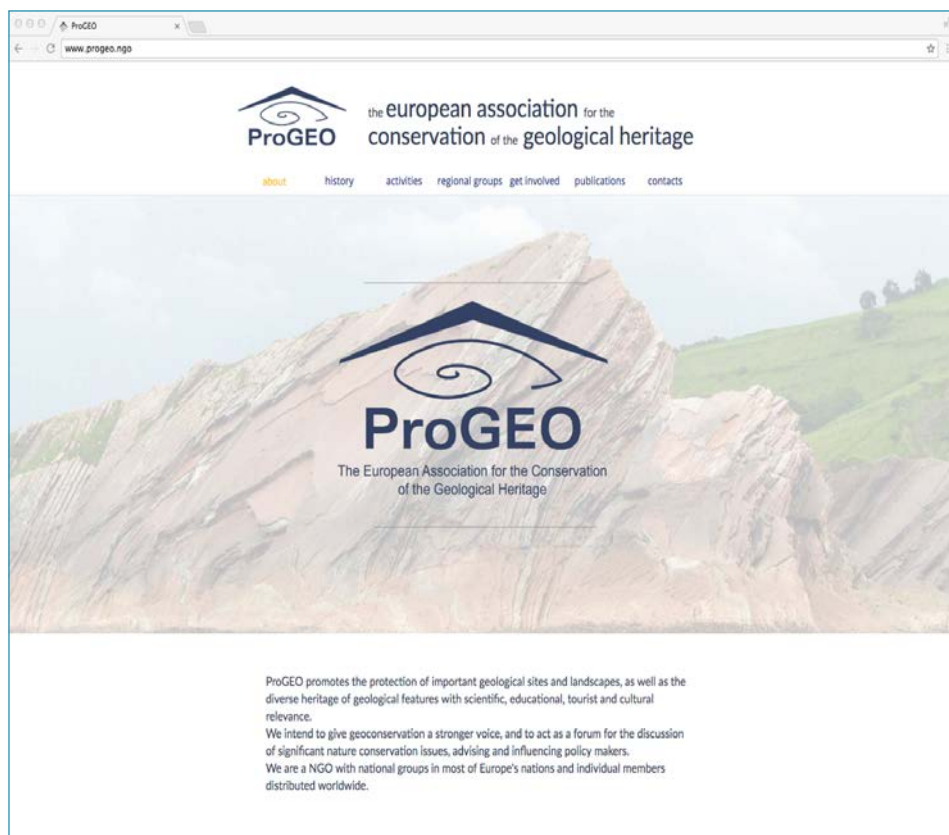 ProGEO
www.progeo.ngo
ProGEO
the european association for the
conservation of the geological heritage
about history activities regional groups get involved publications contacts
ProGEO
The European Association for the Conservation
of the Geological Heritage
ProGEO promotes the protection of important geological sites and landscapes, as well as the
diverse heritage of geological features with scientific, educational, tourist and cultural
relevance.
We intend to give geoconservation a stronger voice, and to act as a forum for the discussion
of significant nature conservation issues, advising and influencing policy makers.
We are a NGO with national groups in most of Europe's nations and individual members
distributed worldwide.